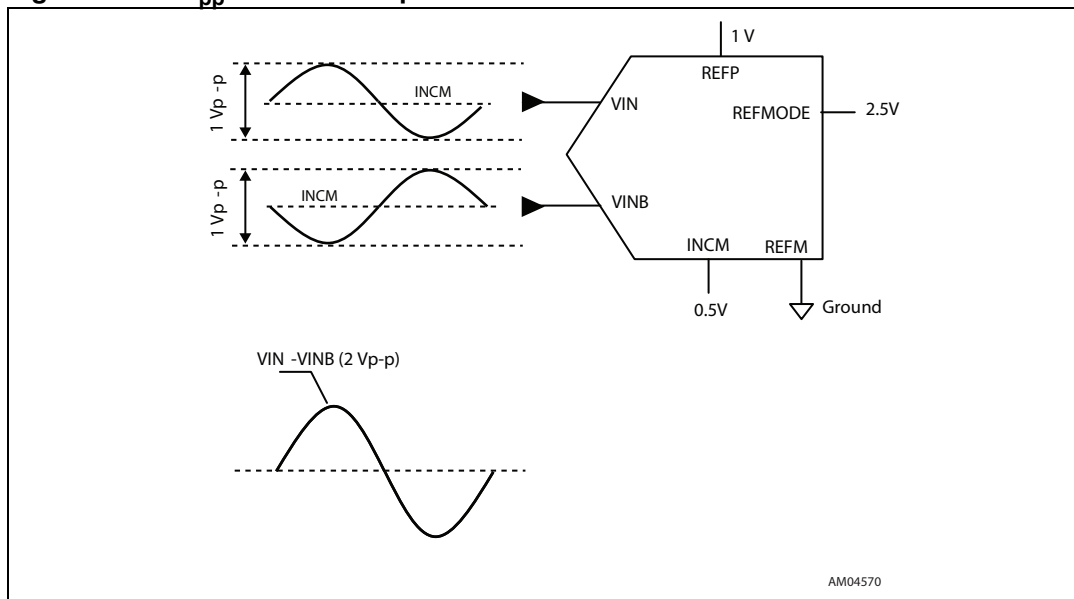 pp
1 V
REFP
1 Vp -p
INCM
VIN
REFMODE
2.5V
1 Vp -p
INCM
VINB
INCM
REFM
0.5V
Ground
VIN -VINB (2 Vp-p)
AM04570